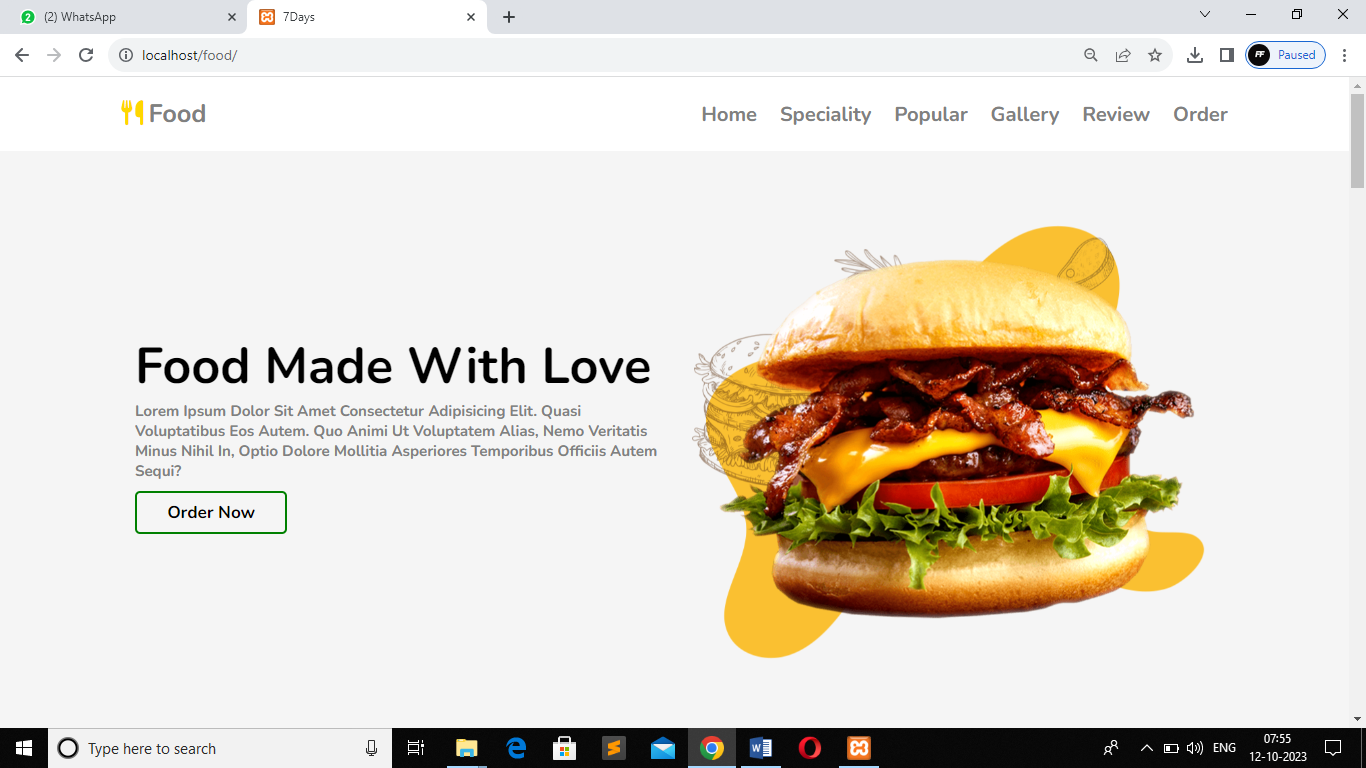 (2) WhatsApp
7Days
localhost/food/
Paused
Food
Home Speciality Popular Gallery Review Order
Food Made With Love
Lorem Ipsum Dolor Sit Amet Consectetur Adipisicing Elit. Quasi
Voluptatibus Eos Autem. Quo Animi Ut Voluptatem Alias, Nemo Veritatis
Minus Nihil In, Optio Dolore Mollitia Asperiores Temporibus Officiis Autem
Sequi?
Order Now
Type here to search
ENG
07:55
12-10-2023